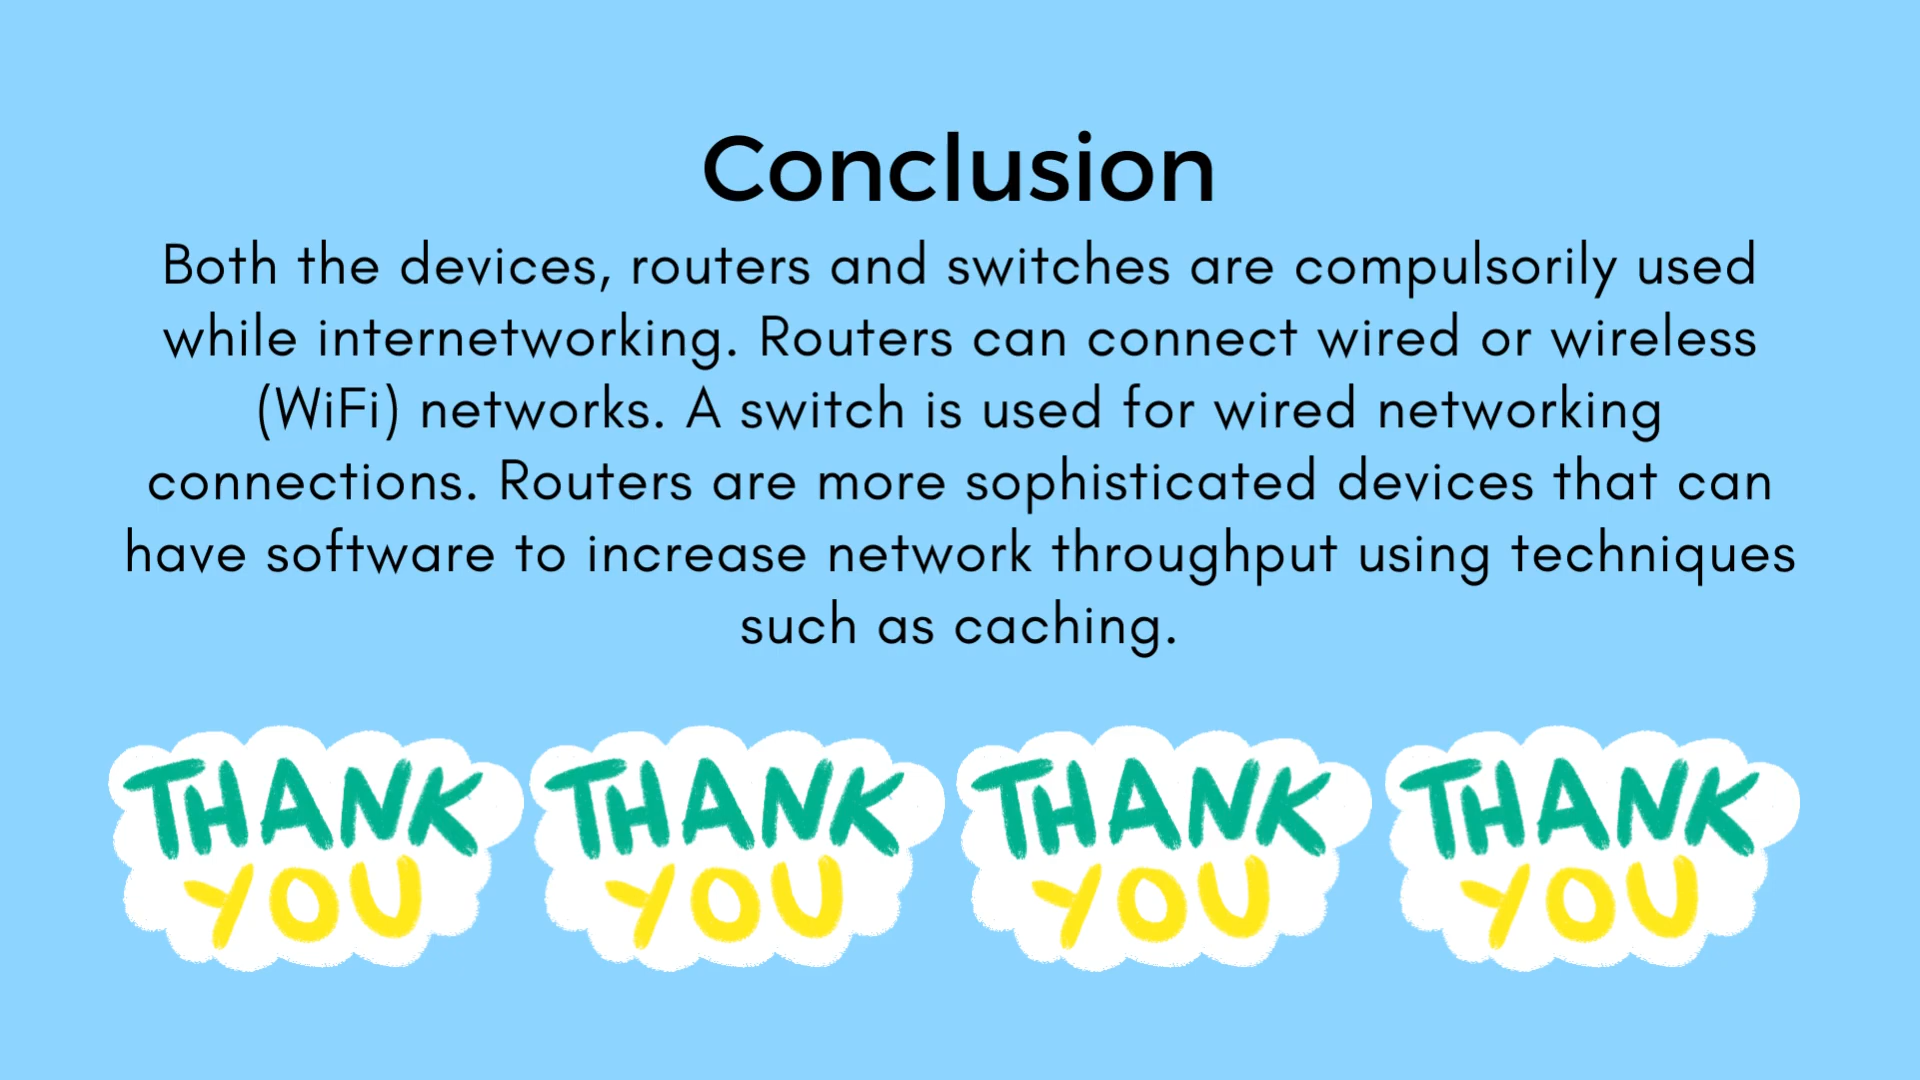 Conclusion
Both the devices, routers and switches are compulsorily used
while internetworking. Routers can connect wired or wireless
(WiFi) networks. A switch is used for wired networking
connections. Routers are more sophisticated devices that can
have software to increase network throughput using techniques
such as caching.
THANK THANK THANK THANK
YOU YOU YOU YOU